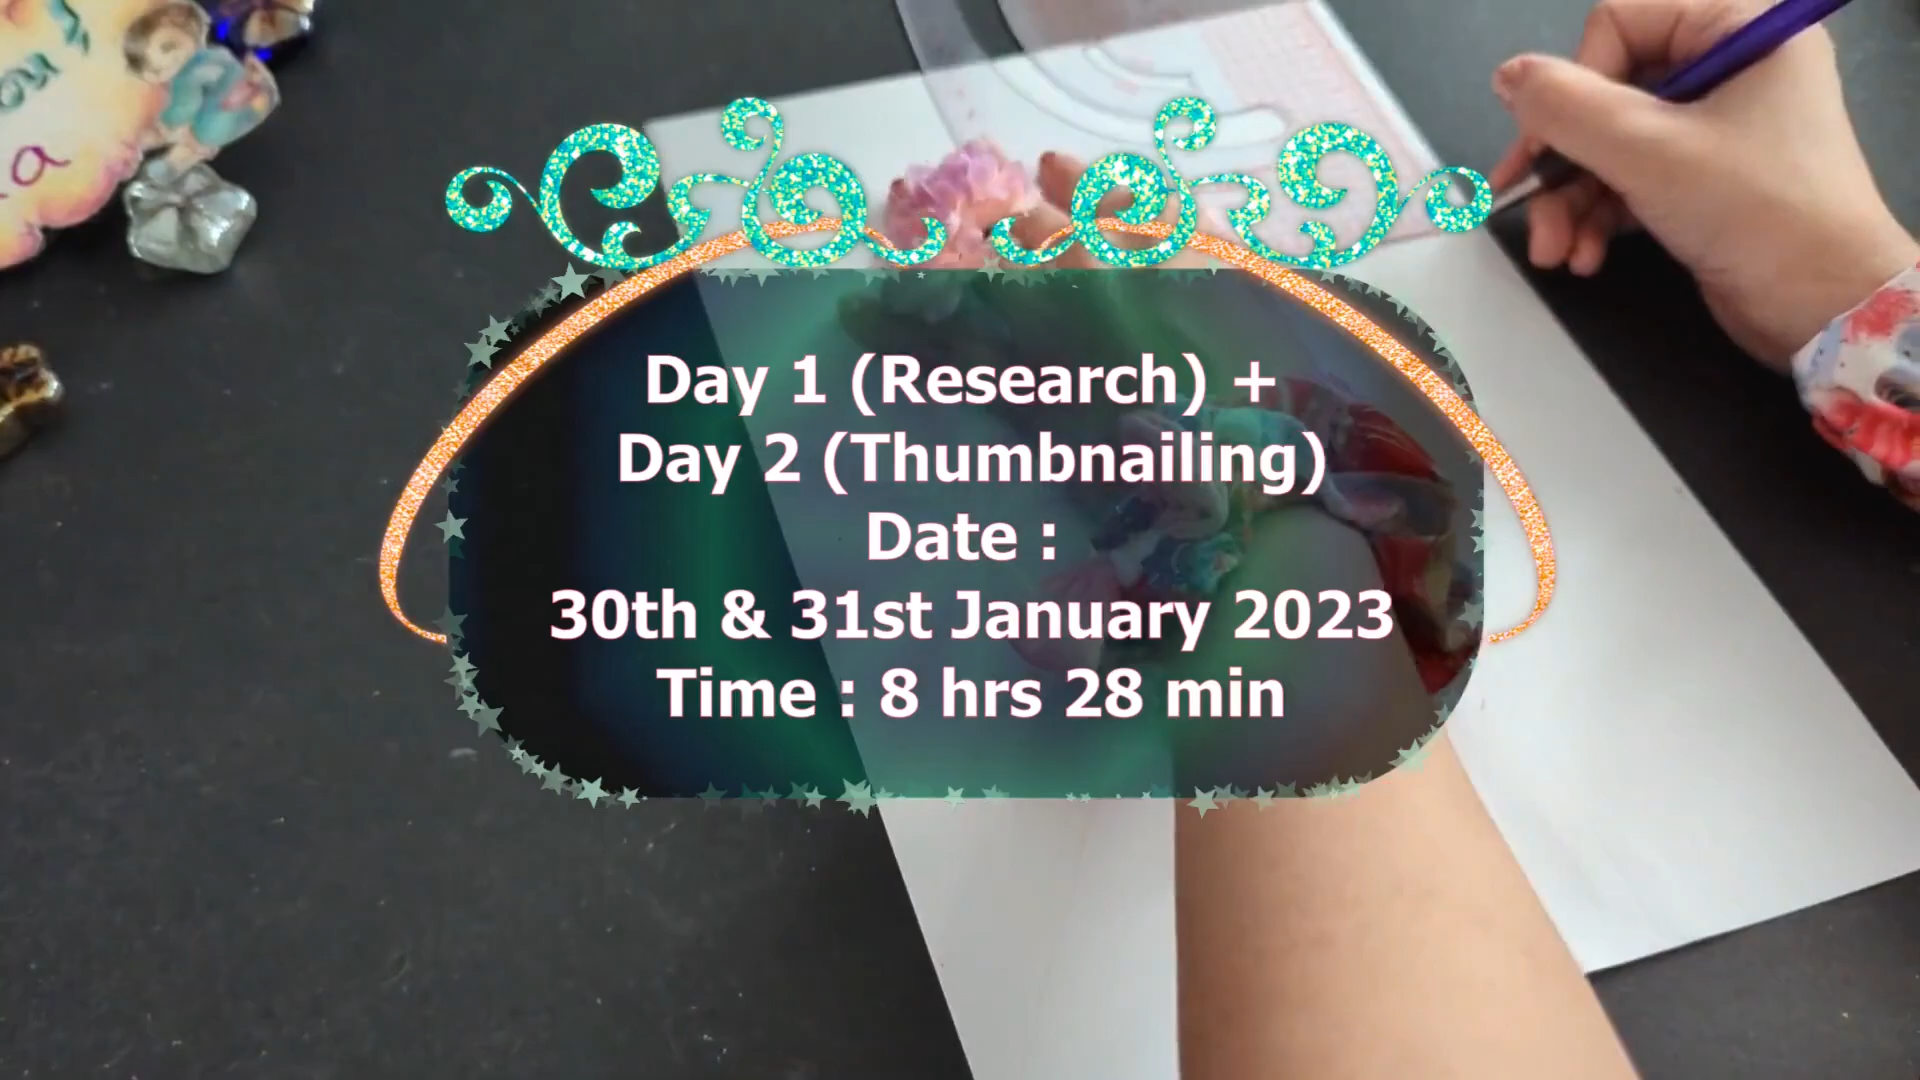 Day 1 (Research) +
Day 2 (Thumbnailing)
Date :
30th & 31st January 2023
Time : 8 hrs 28 min